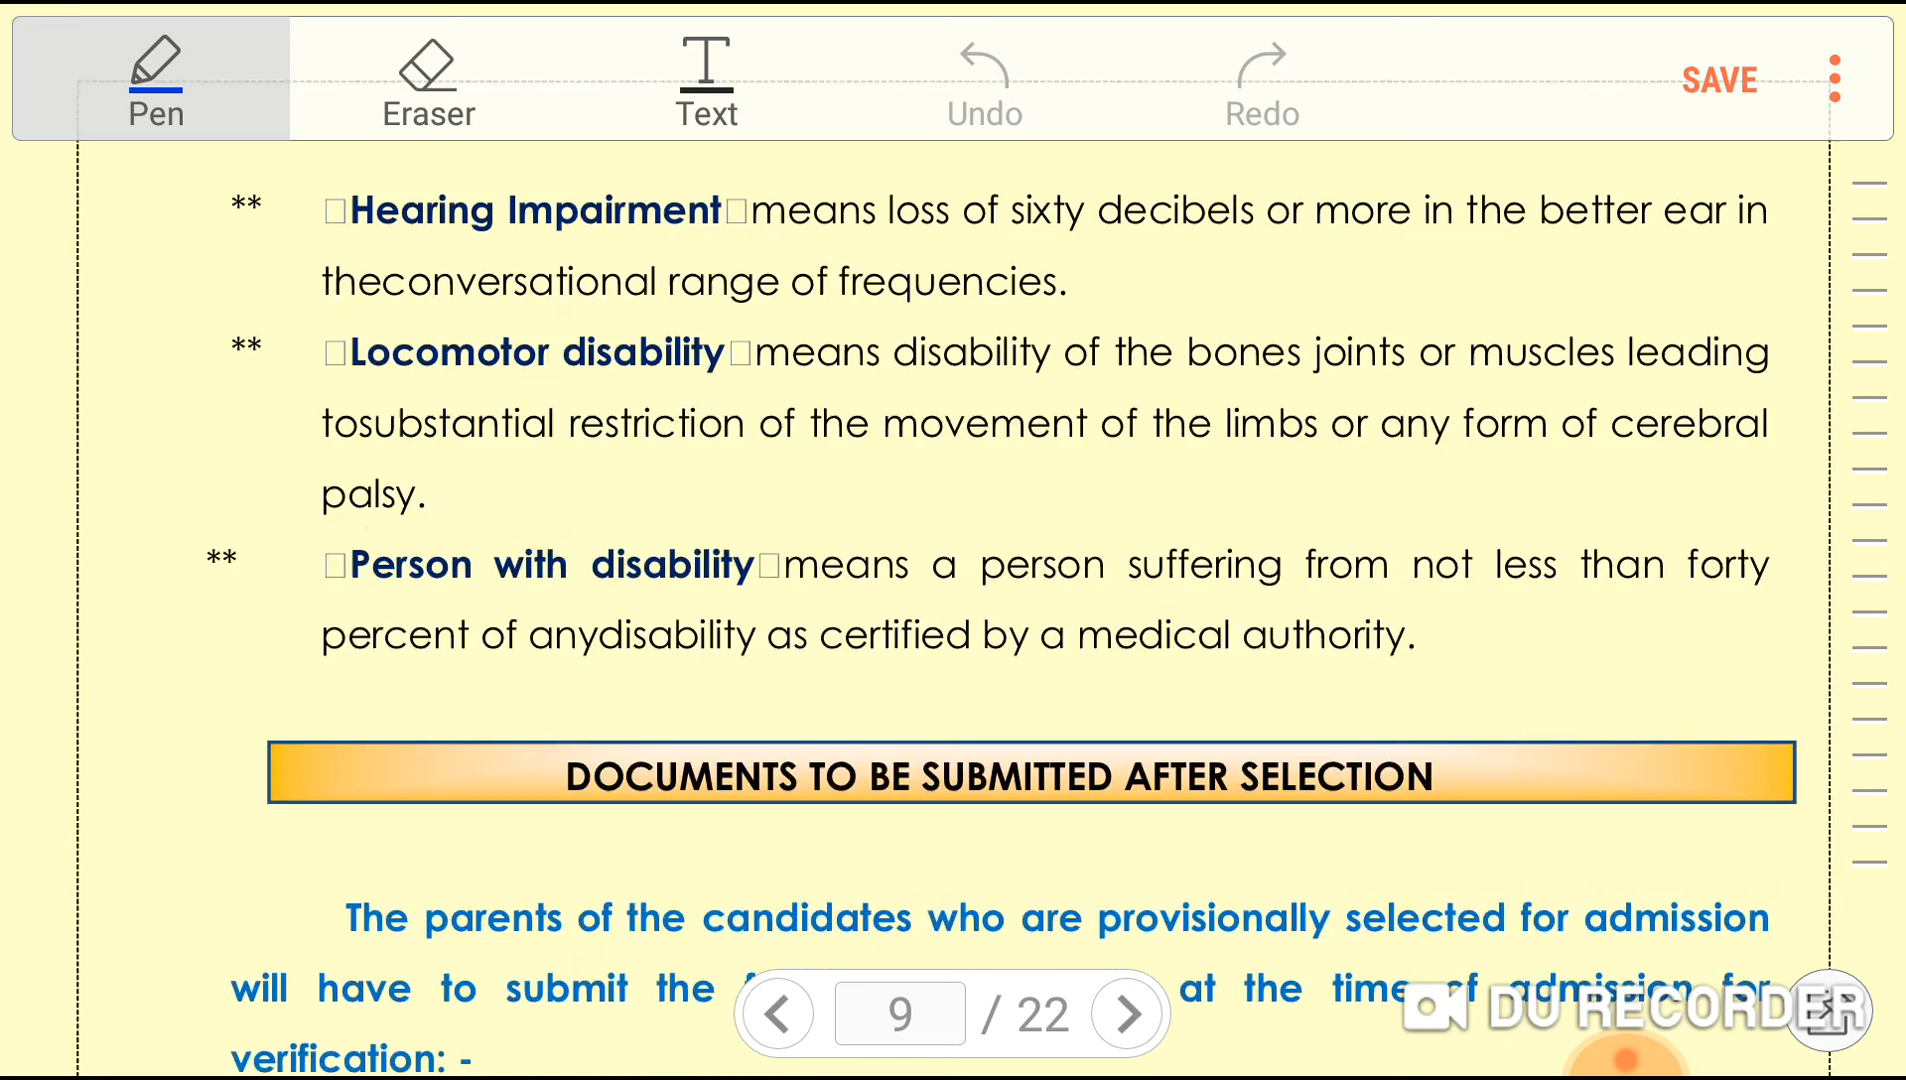 Pen
Eraser
Text
Undo
Redo
SAVE
** Hearing Impairment means loss of sixty decibels or more in the better ear in
theconversational range of frequencies.
** Locomotor disability means disability of the bones joints or muscles leading
tosubstantial restriction of the movement of the limbs or any form of cerebral
palsy.
** Person with disability means a person suffering from not less than forty
percent of anydisability as certified by a medical authority.
DOCUMENTS TO BE SUBMITTED AFTER SELECTION
The parents of the candidates who are provisionally selected for admission
will have to submit the at the time of admission for
verification: -
9 / 22
DU RECORDER